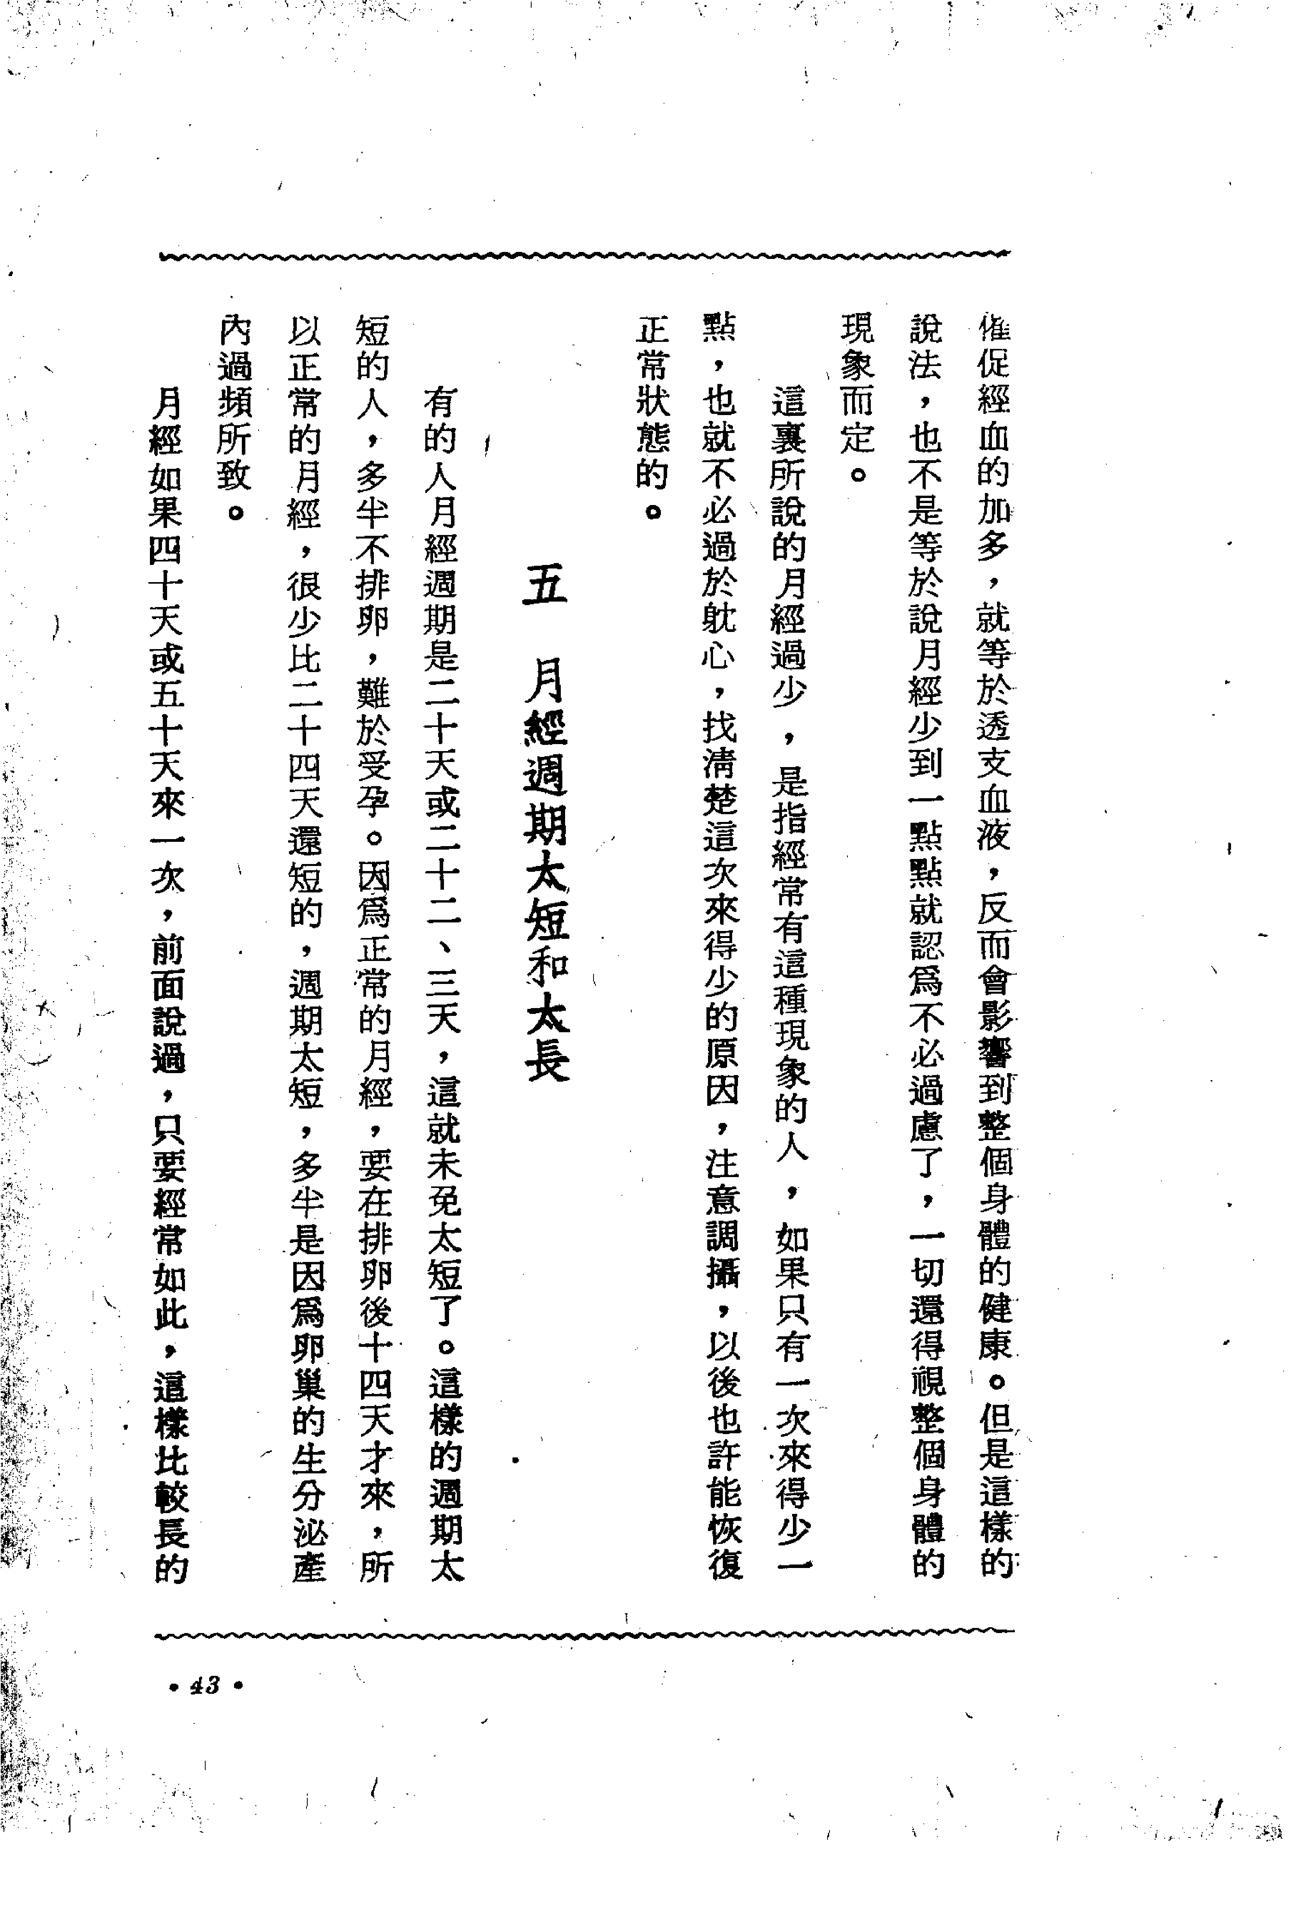 催促經血的加多，就等於透支血液，反而會影響到整個身體的健康。但是這樣的
說法，也不是等於說月經少到一點點就認爲不必過慮了，一切還得視整個身體的
現象而定。
這裏所說的月經過少，是指經常有這種現象的人，如果只有一次來得少一
點，也就不必過於躭心，找清楚這次來得少的原因，注意調攝，以後也許能恢復
正常狀態的。
五　月經週期太短和太長
有的人月經週期是二十天或二十二、三天，這就未免太短了。這樣的週期太
短的人，多半不排卵，難於受孕。因爲正常的月經，要在排卵後十四天才來，所
以正常的月經，很少比二十四天還短的，週期太短，多半是因爲卵巢的生分泌產
內過頻所致。
月經如果四十天或五十天來一次，前面說過，只要經常如此，這樣比較長的
•43•